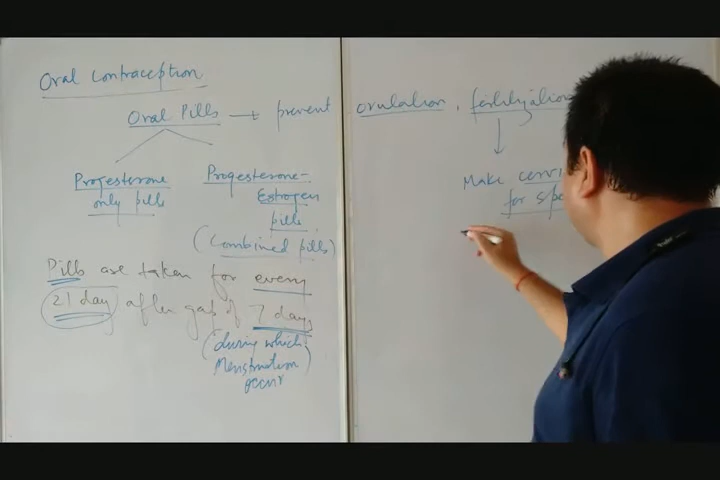 Oral Contraception
Oral Pills → prevent ovulation, fertilization
Progesterone only pills
Progesterone-Estrogen pills
(Combined pills)
Pills are taken for every
21 day after gap of 7 days
(during which
Menstruation
occur)
Make
for